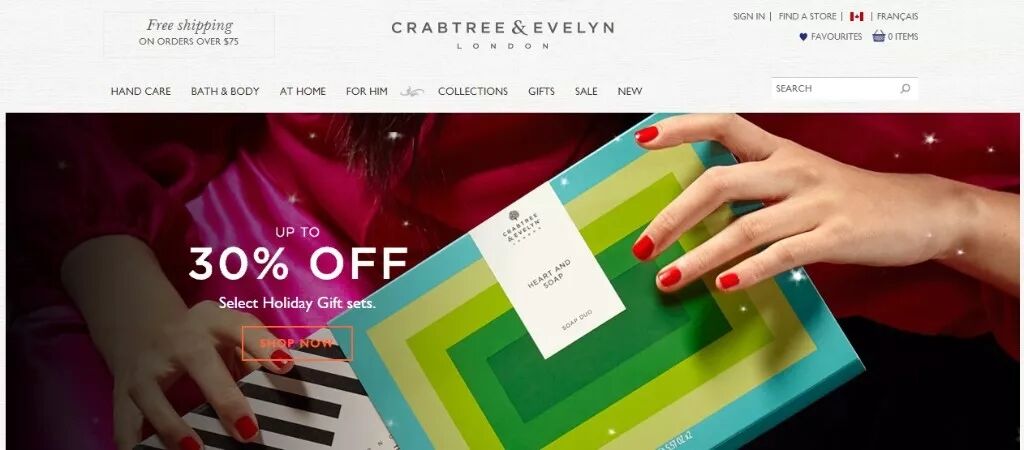 Free shipping
ON ORDERS OVER $75
CRABTREE & EVELYN
LONDON
SIGN IN | FIND A STORE | | FRANÇAIS
FAVOURITES 0 ITEMS
HAND CARE BATH & BODY AT HOME FOR HIM COLLECTIONS GIFTS SALE NEW
SEARCH
UP TO
30% OFF
Select Holiday Gift sets.
SHOP NOW
CRABTREE
& EVELYN
HEART AND
SOAP
SOAP DUO